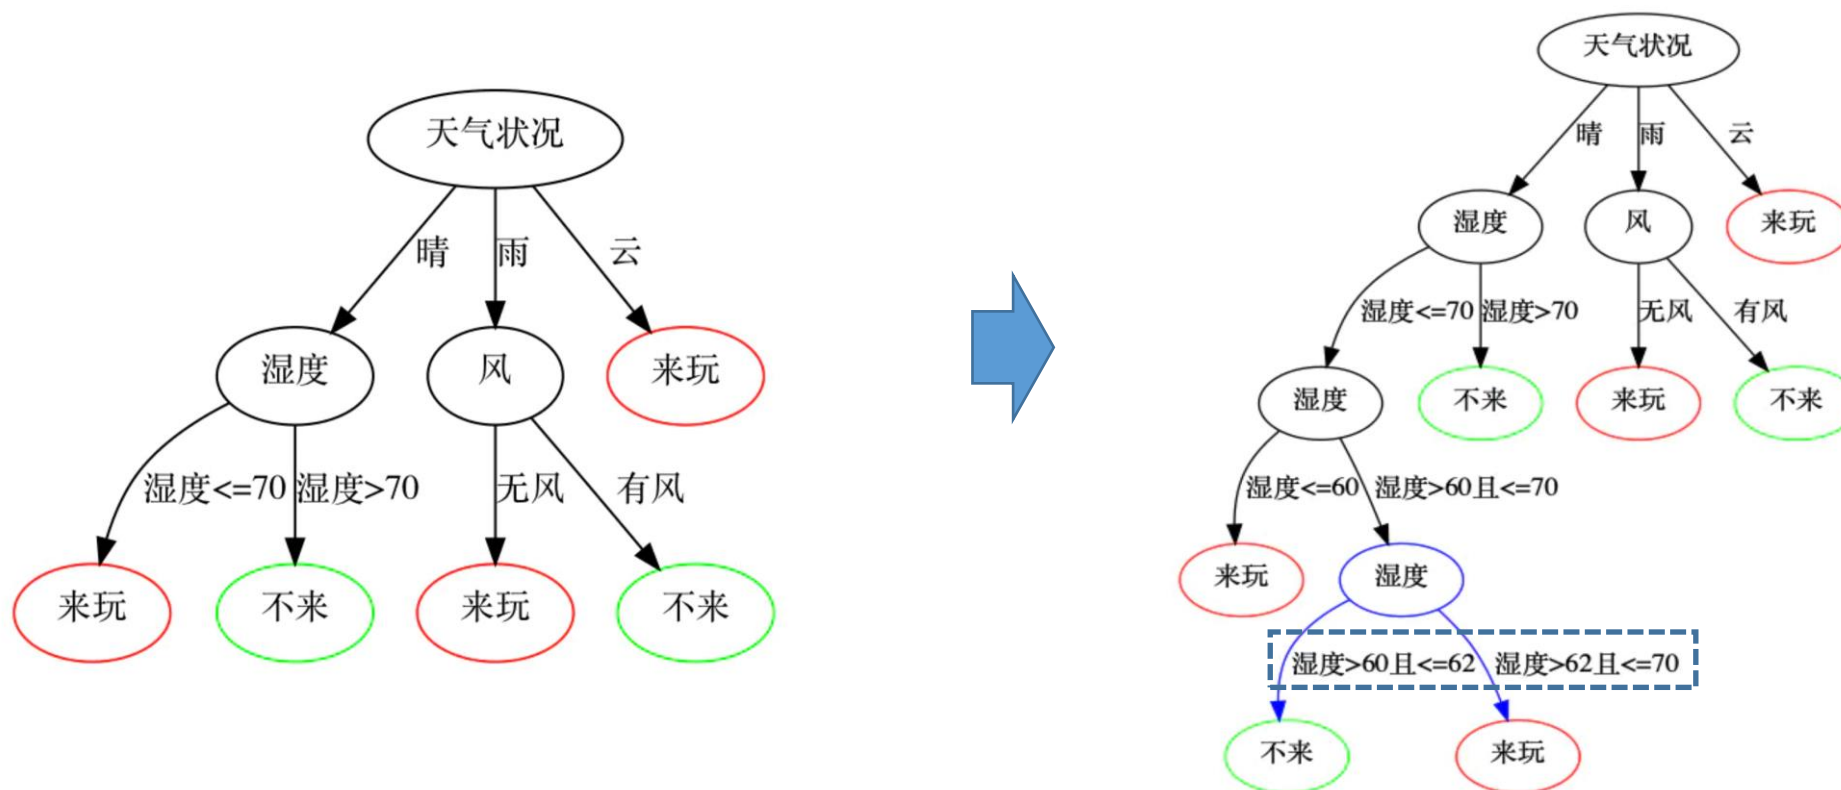 天气状况
晴
雨
云
湿度
风
来玩
湿度<=70
湿度>70
无风
有风
来玩
不来
来玩
不来
天气状况
晴
雨
云
湿度
风
来玩
湿度<=70
湿度>70
无风
有风
湿度
不来
来玩
不来
湿度<=60
湿度>60且<=70
来玩
湿度
湿度>60且<=62
湿度>62且<=70
不来
来玩